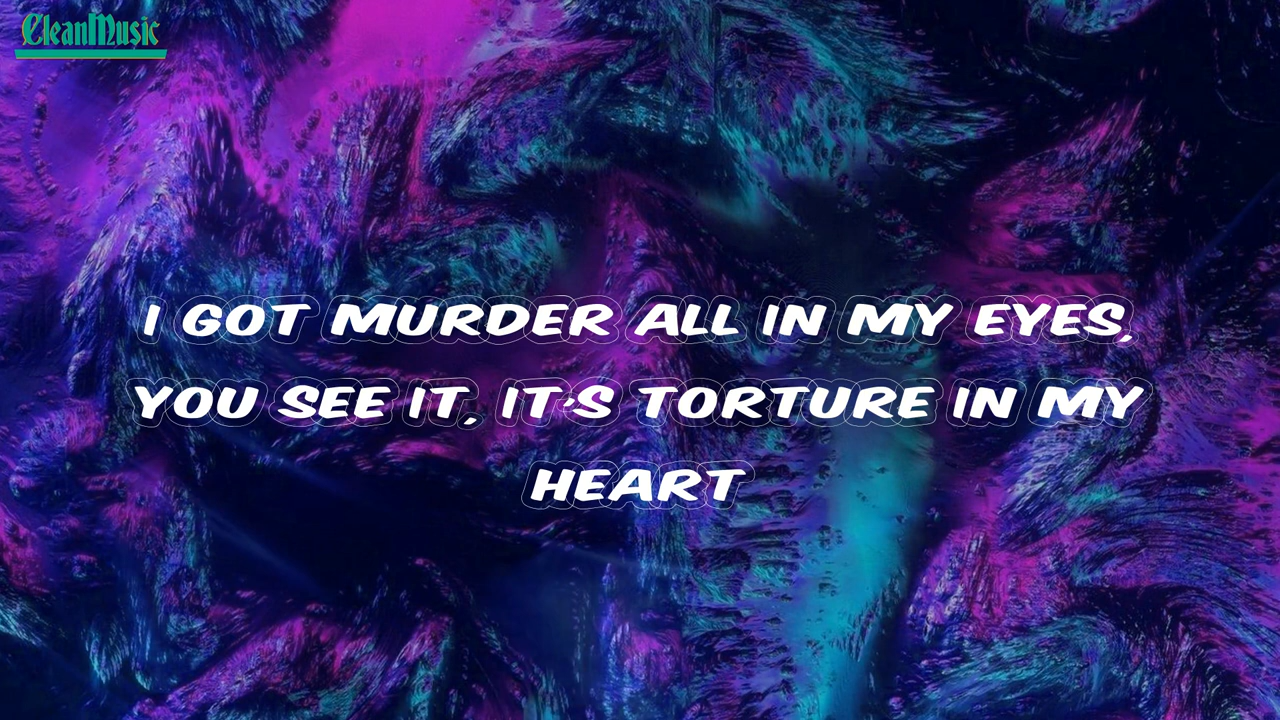 CleanMusic
I GOT MURDER ALL IN MY EYES,
YOU SEE IT, IT'S TORTURE IN MY
HEART